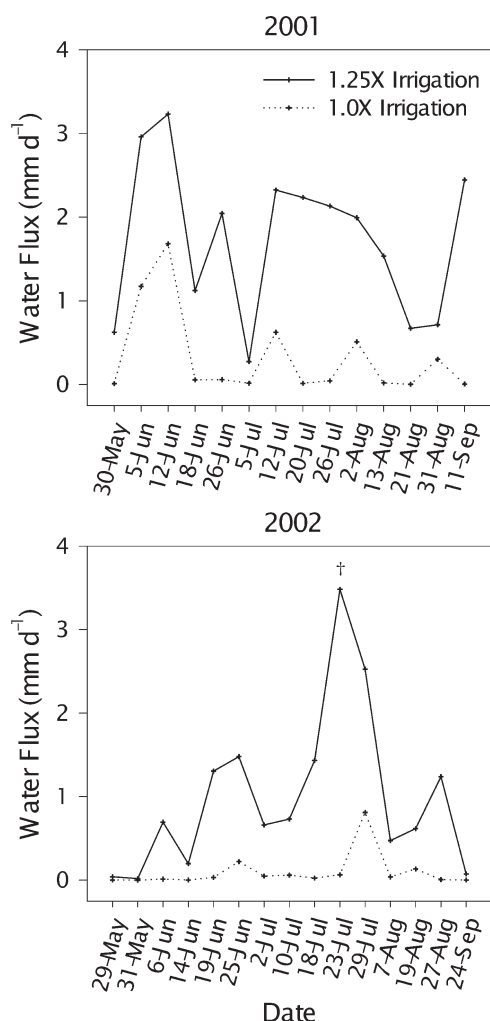 2001
4
3
2
1
0
Water Flux (mm d⁻¹)
1.25X Irrigation
1.0X Irrigation
30-May
5-Jun
12-Jun
18-Jun
26-Jun
5-Jul
12-Jul
20-Jul
26-Jul
2-Aug
13-Aug
21-Aug
31-Aug
11-Sep
2002
4
3
2
1
0
Water Flux (mm d⁻¹)
†
29-May
31-May
6-Jun
14-Jun
19-Jun
25-Jun
2-Jul
10-Jul
18-Jul
23-Jul
29-Jul
7-Aug
19-Aug
27-Aug
24-Sep
Date